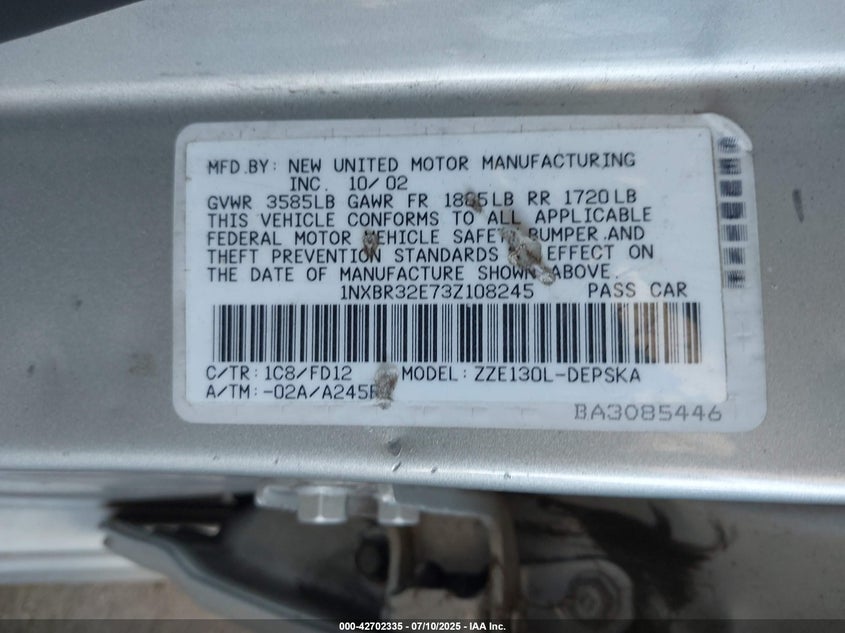 MFD.BY: NEW UNITED MOTOR MANUFACTURING
INC. 10/02
GVWR 3585LB GAWR FR 1865LB RR 1720LB
THIS VEHICLE CONFORMS TO ALL APPLICABLE
FEDERAL MOTOR VEHICLE SAFETY BUMPER AND
THEFT PREVENTION STANDARDS EFFECT ON
THE DATE OF MANUFACTURE SHOWN ABOVE.
1NXBR32E73Z108245 PASS CAR
C/TR: 1C8/FD12 MODEL: ZZE130L-DEPSKA
A/TM: -02A/A245E
BA3085446
000-42702335 - 07/10/2025 - IAA Inc.